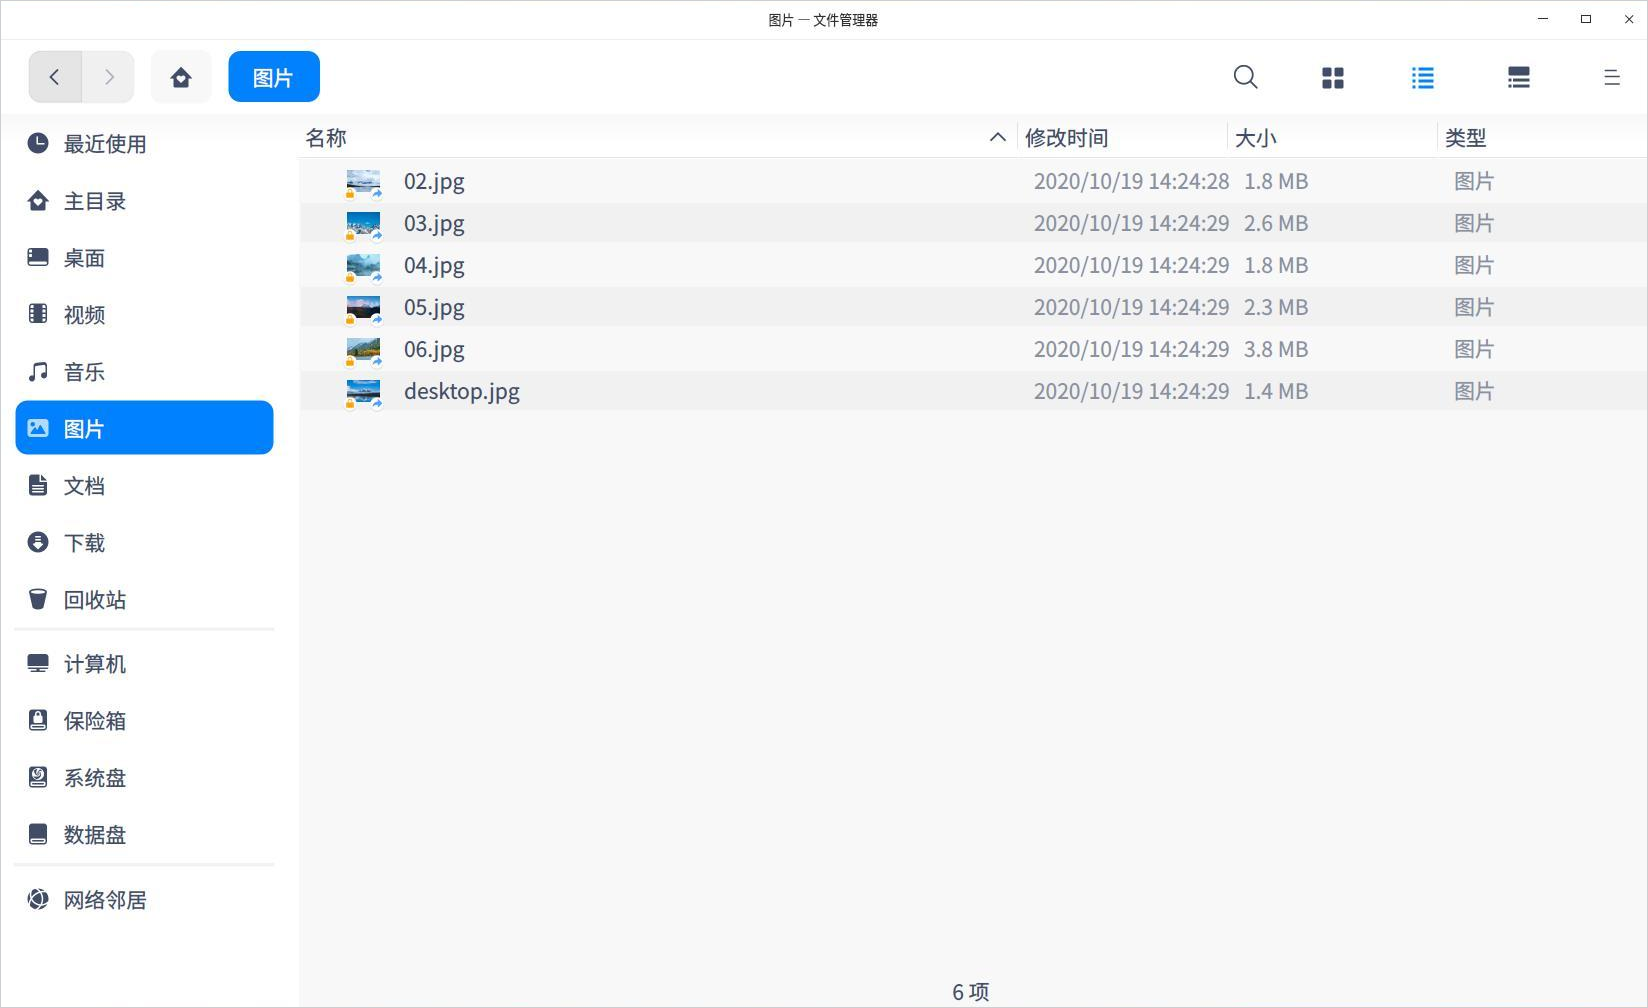 图片 — 文件管理器
图片
最近使用
主目录
桌面
视频
音乐
图片
文档
下载
回收站
计算机
保险箱
系统盘
数据盘
网络邻居
名称 修改时间 大小 类型
02.jpg 2020/10/19 14:24:28 1.8 MB 图片
03.jpg 2020/10/19 14:24:29 2.6 MB 图片
04.jpg 2020/10/19 14:24:29 1.8 MB 图片
05.jpg 2020/10/19 14:24:29 2.3 MB 图片
06.jpg 2020/10/19 14:24:29 3.8 MB 图片
desktop.jpg 2020/10/19 14:24:29 1.4 MB 图片
6 项